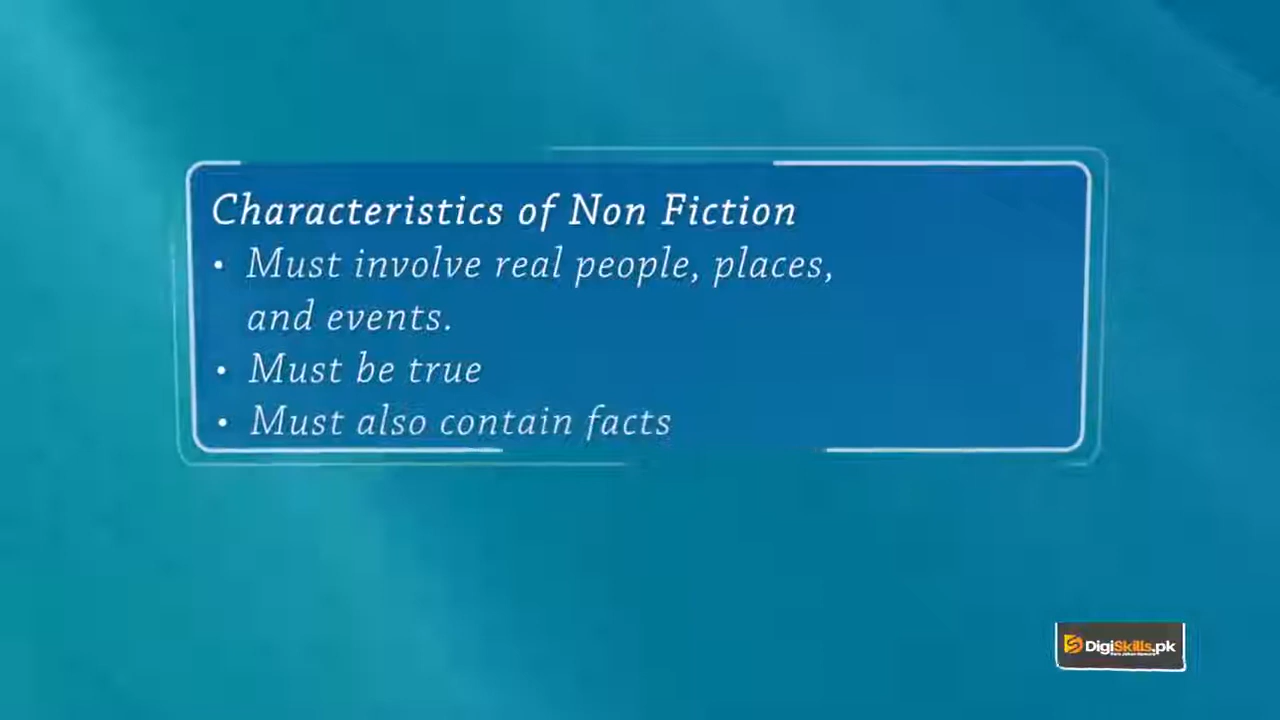 Characteristics of Non Fiction
• Must involve real people, places,
and events.
• Must be true
• Must also contain facts
DigiSkills.pk